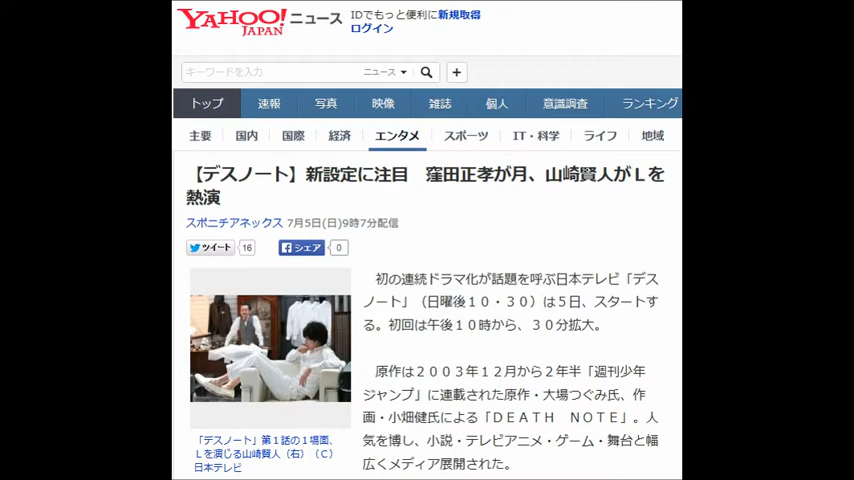 YAHOO! JAPAN ニュース
IDでもっと便利に新規取得
ログイン
キーワードを入力 ニュース
トップ 速報 写真 映像 雑誌 個人 意識調査 ランキング
主要 国内 国際 経済 エンタメ スポーツ IT・科学 ライフ 地域
【デスノート】新設定に注目　窪田正孝が月、山崎賢人がＬを
熱演
スポニチアネックス 7月5日(日)9時7分配信
ツイート 16 シェア 0
初の連続ドラマ化が話題を呼ぶ日本テレビ「デス
ノート」（日曜後１０・３０）は５日、スタートす
る。初回は午後１０時から、３０分拡大。
原作は２００３年１２月から２年半「週刊少年
ジャンプ」に連載された原作・大場つぐみ氏、作
画・小畑健氏による「ＤＥＡＴＨ　ＮＯＴＥ」。人
気を博し、小説・テレビアニメ・ゲーム・舞台と幅
広くメディア展開された。
「デスノート」第１話の１場面、
Ｌを演じる山崎賢人（右）（Ｃ）
日本テレビ